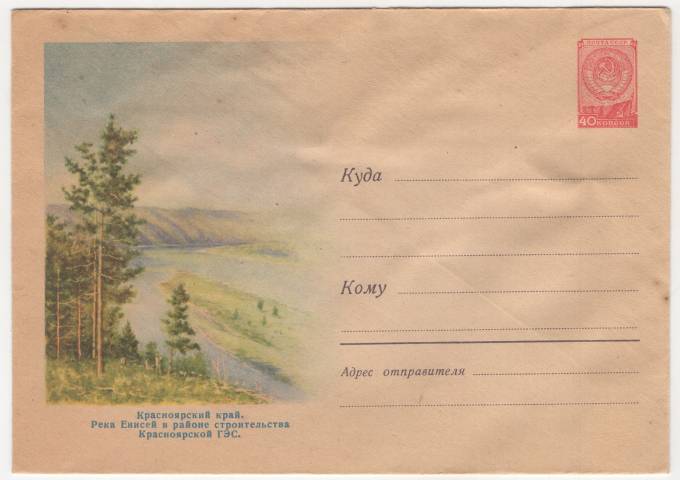 ПОЧТА СССР
40 КОПЕЕК
Куда
Кому
Адрес отправителя
Красноярский край.
Река Енисей в районе строительства
Красноярской ГЭС.